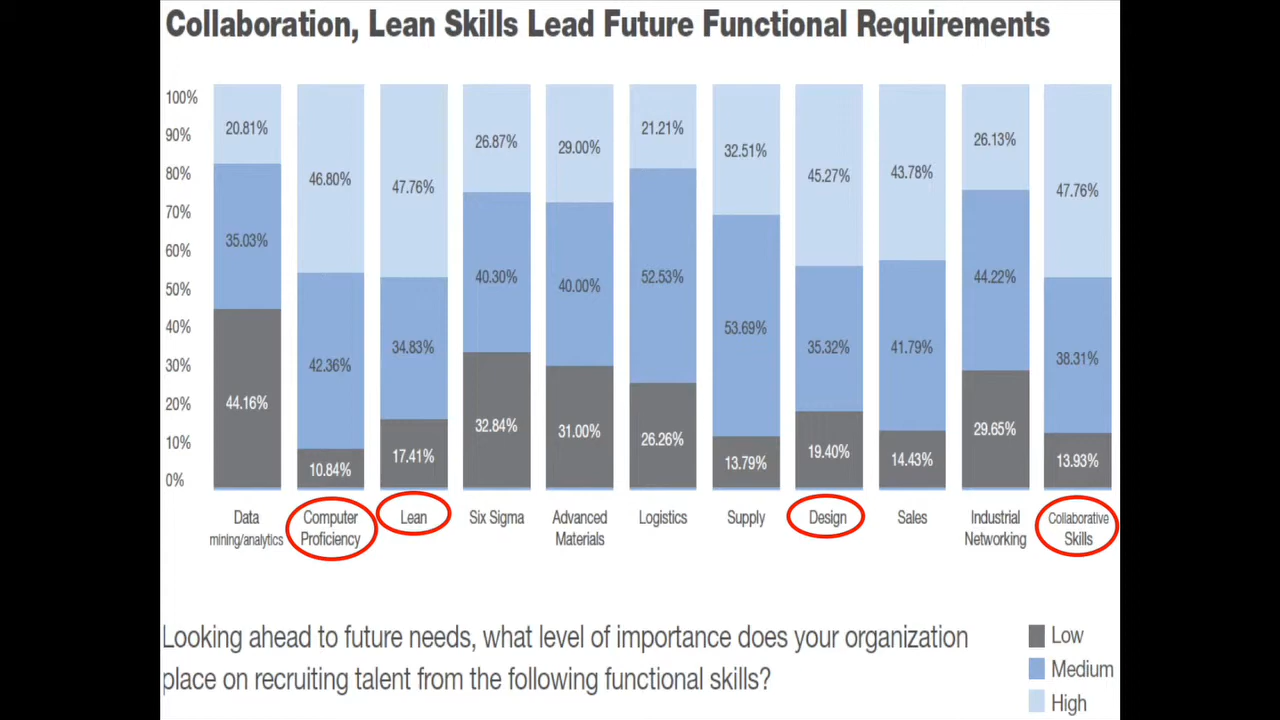 Collaboration, Lean Skills Lead Future Functional Requirements
100%
90%
80%
70%
60%
50%
40%
30%
20%
10%
0%
20.81%
35.03%
44.16%
46.80%
42.36%
10.84%
47.76%
34.83%
17.41%
26.87%
40.30%
32.84%
29.00%
40.00%
31.00%
21.21%
52.53%
26.26%
32.51%
53.69%
13.79%
45.27%
35.32%
19.40%
43.78%
41.79%
14.43%
26.13%
44.22%
29.65%
47.76%
38.31%
13.93%
Data
mining/analytics
Computer
Proficiency
Lean
Six Sigma
Advanced
Materials
Logistics
Supply
Design
Sales
Industrial
Networking
Collaborative
Skills
Looking ahead to future needs, what level of importance does your organization
place on recruiting talent from the following functional skills?
Low
Medium
High